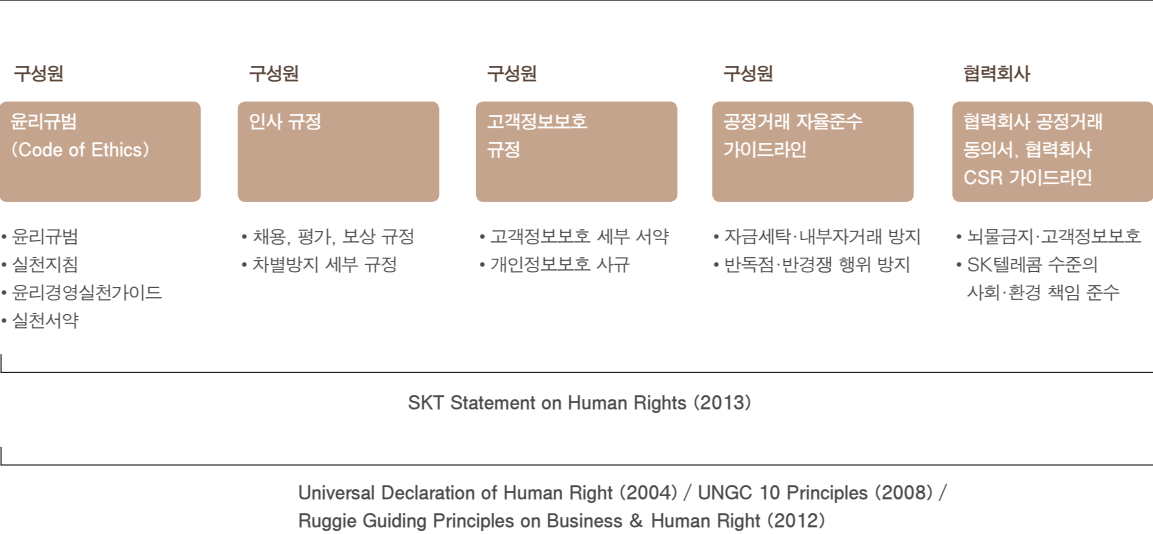 구성원
윤리규범
(Code of Ethics)
• 윤리규범
• 실천지침
• 윤리경영실천가이드
• 실천서약
구성원
인사 규정
• 채용, 평가, 보상 규정
• 차별방지 세부 규정
구성원
고객정보보호
규정
• 고객정보보호 세부 서약
• 개인정보보호 사규
구성원
공정거래 자율준수
가이드라인
• 자금세탁·내부자거래 방지
• 반독점·반경쟁 행위 방지
협력회사
협력회사 공정거래
동의서, 협력회사
CSR 가이드라인
• 뇌물금지·고객정보보호
• SK텔레콤 수준의
사회·환경 책임 준수
SKT Statement on Human Rights (2013)
Universal Declaration of Human Right (2004) / UNGC 10 Principles (2008) /
Ruggie Guiding Principles on Business & Human Right (2012)